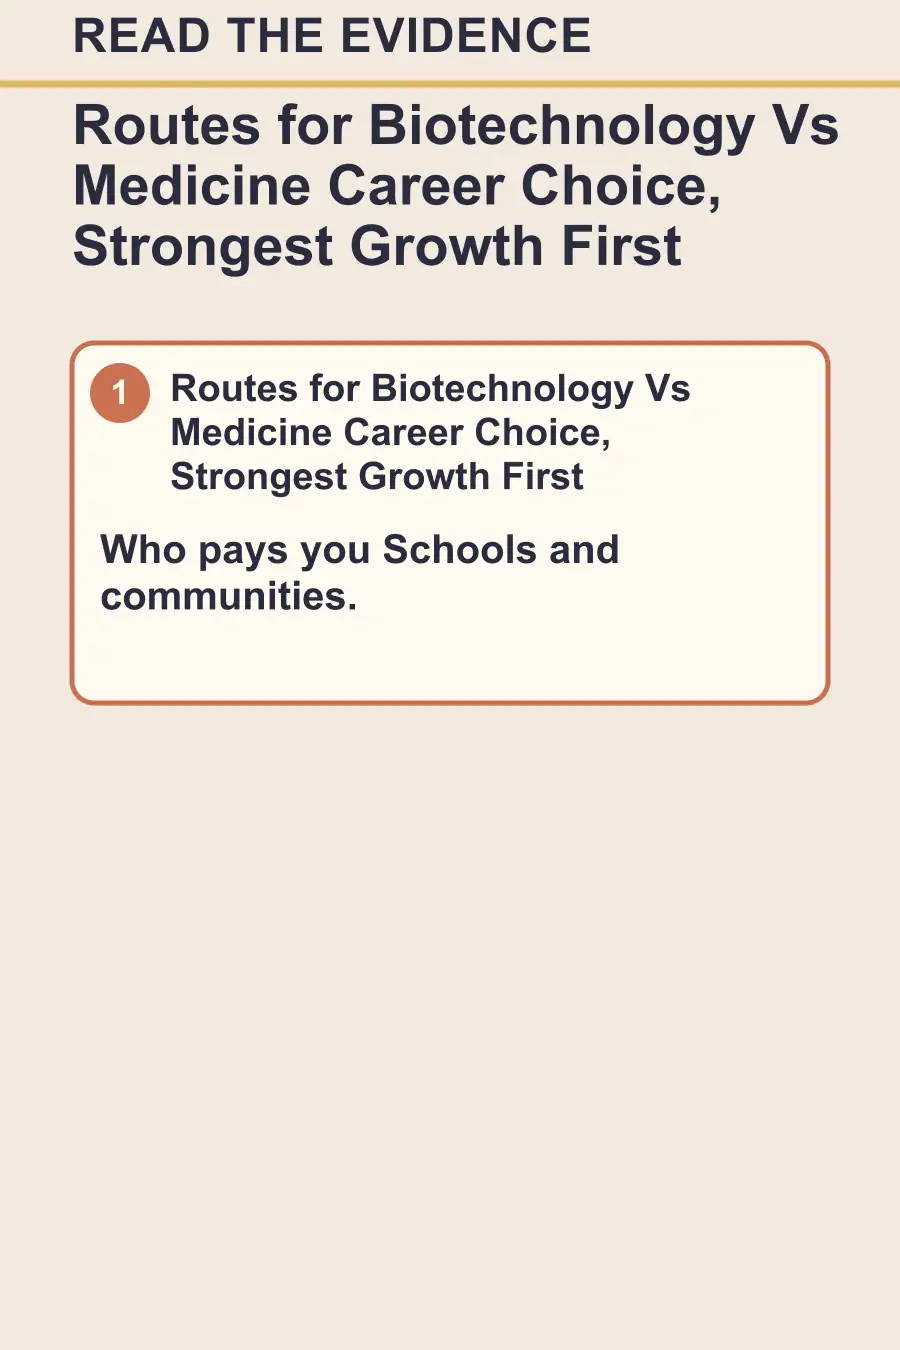 READ THE EVIDENCE
Routes for Biotechnology Vs
Medicine Career Choice,
Strongest Growth First
1
Routes for Biotechnology Vs
Medicine Career Choice,
Strongest Growth First
Who pays you Schools and
communities.